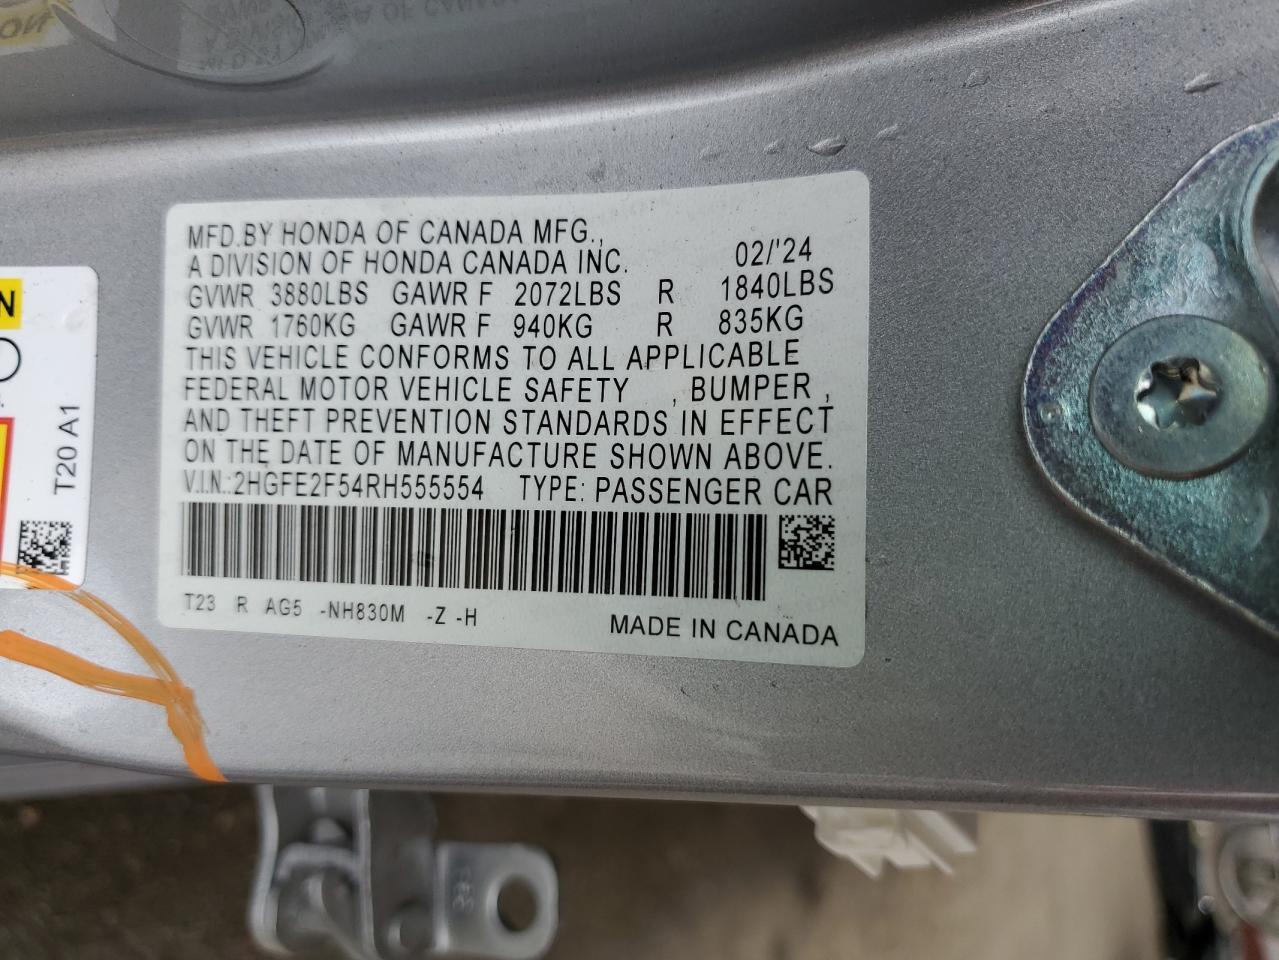 MFD.BY HONDA OF CANADA MFG.,
A DIVISION OF HONDA CANADA INC. 02/'24
GVWR 3880LBS GAWR F 2072LBS R 1840LBS
GVWR 1760KG GAWR F 940KG R 835KG
THIS VEHICLE CONFORMS TO ALL APPLICABLE
FEDERAL MOTOR VEHICLE SAFETY , BUMPER ,
AND THEFT PREVENTION STANDARDS IN EFFECT
ON THE DATE OF MANUFACTURE SHOWN ABOVE.
V.I.N.:2HGFE2F54RH555554 TYPE: PASSENGER CAR
T23 R AG5 -NH830M -Z -H
MADE IN CANADA
T20 A1
N